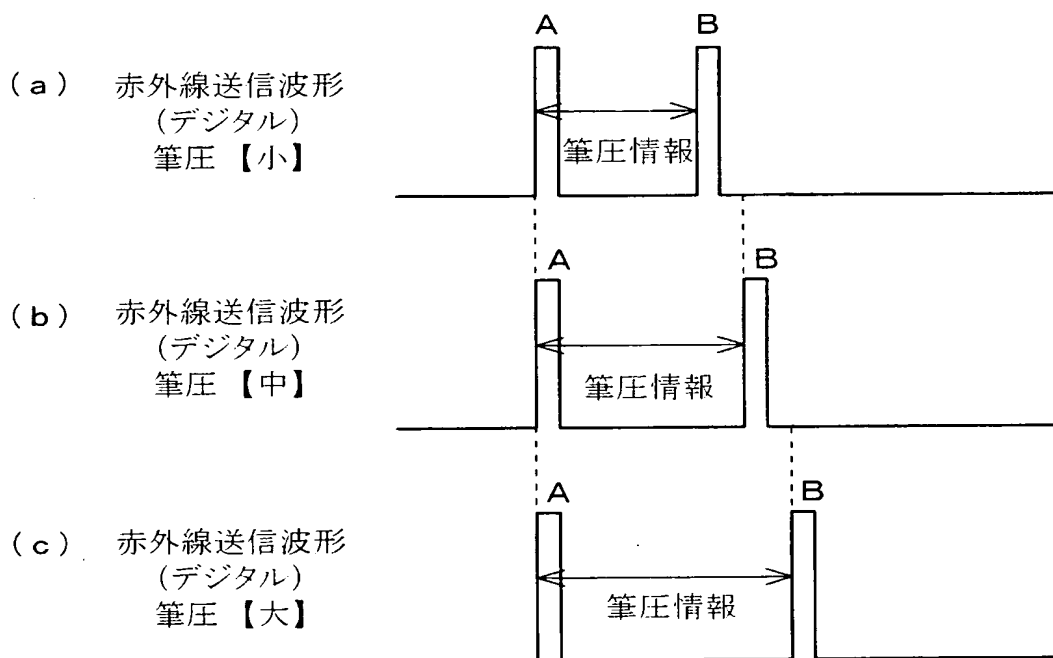 A B
(a) 赤外線送信波形
(デジタル)
筆圧【小】
筆圧情報
A B
(b) 赤外線送信波形
(デジタル)
筆圧【中】
筆圧情報
A B
(c) 赤外線送信波形
(デジタル)
筆圧【大】
筆圧情報